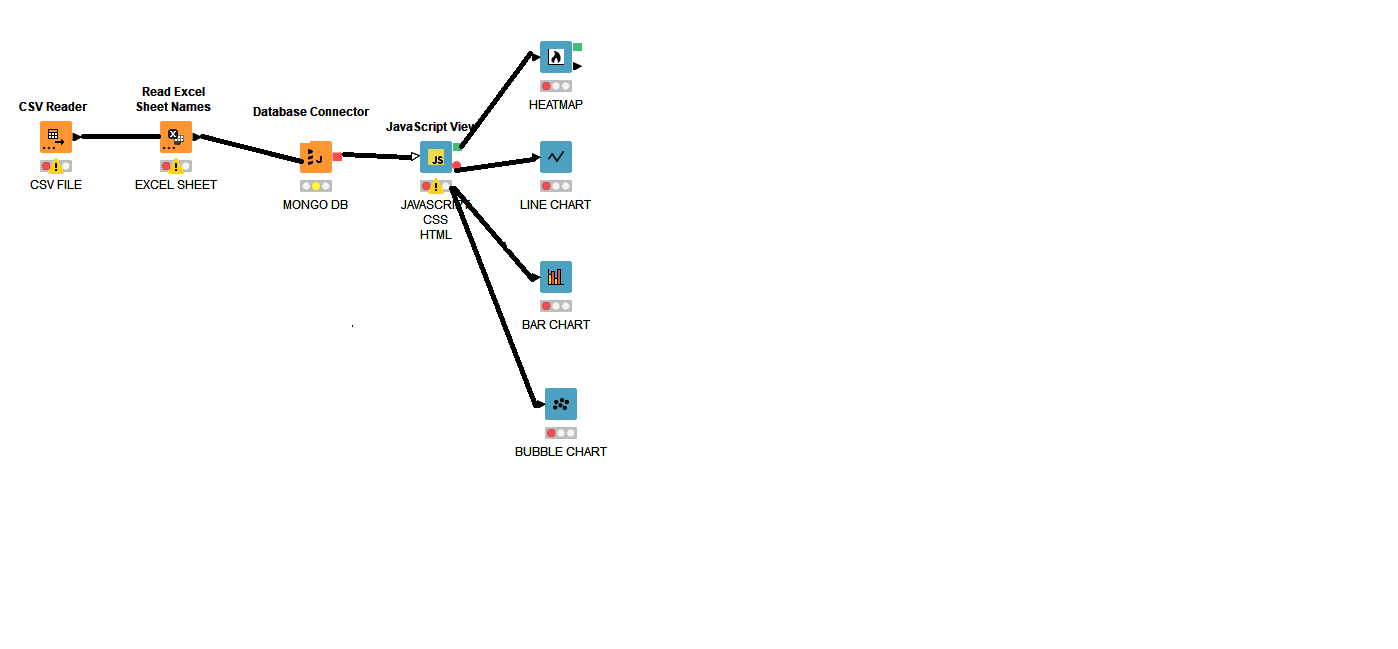 CSV Reader
CSV FILE
Read Excel
Sheet Names
EXCEL SHEET
Database Connector
J
MONGO DB
JavaScript View
JS
JAVASCRIPT
CSS
HTML
HEATMAP
LINE CHART
BAR CHART
BUBBLE CHART